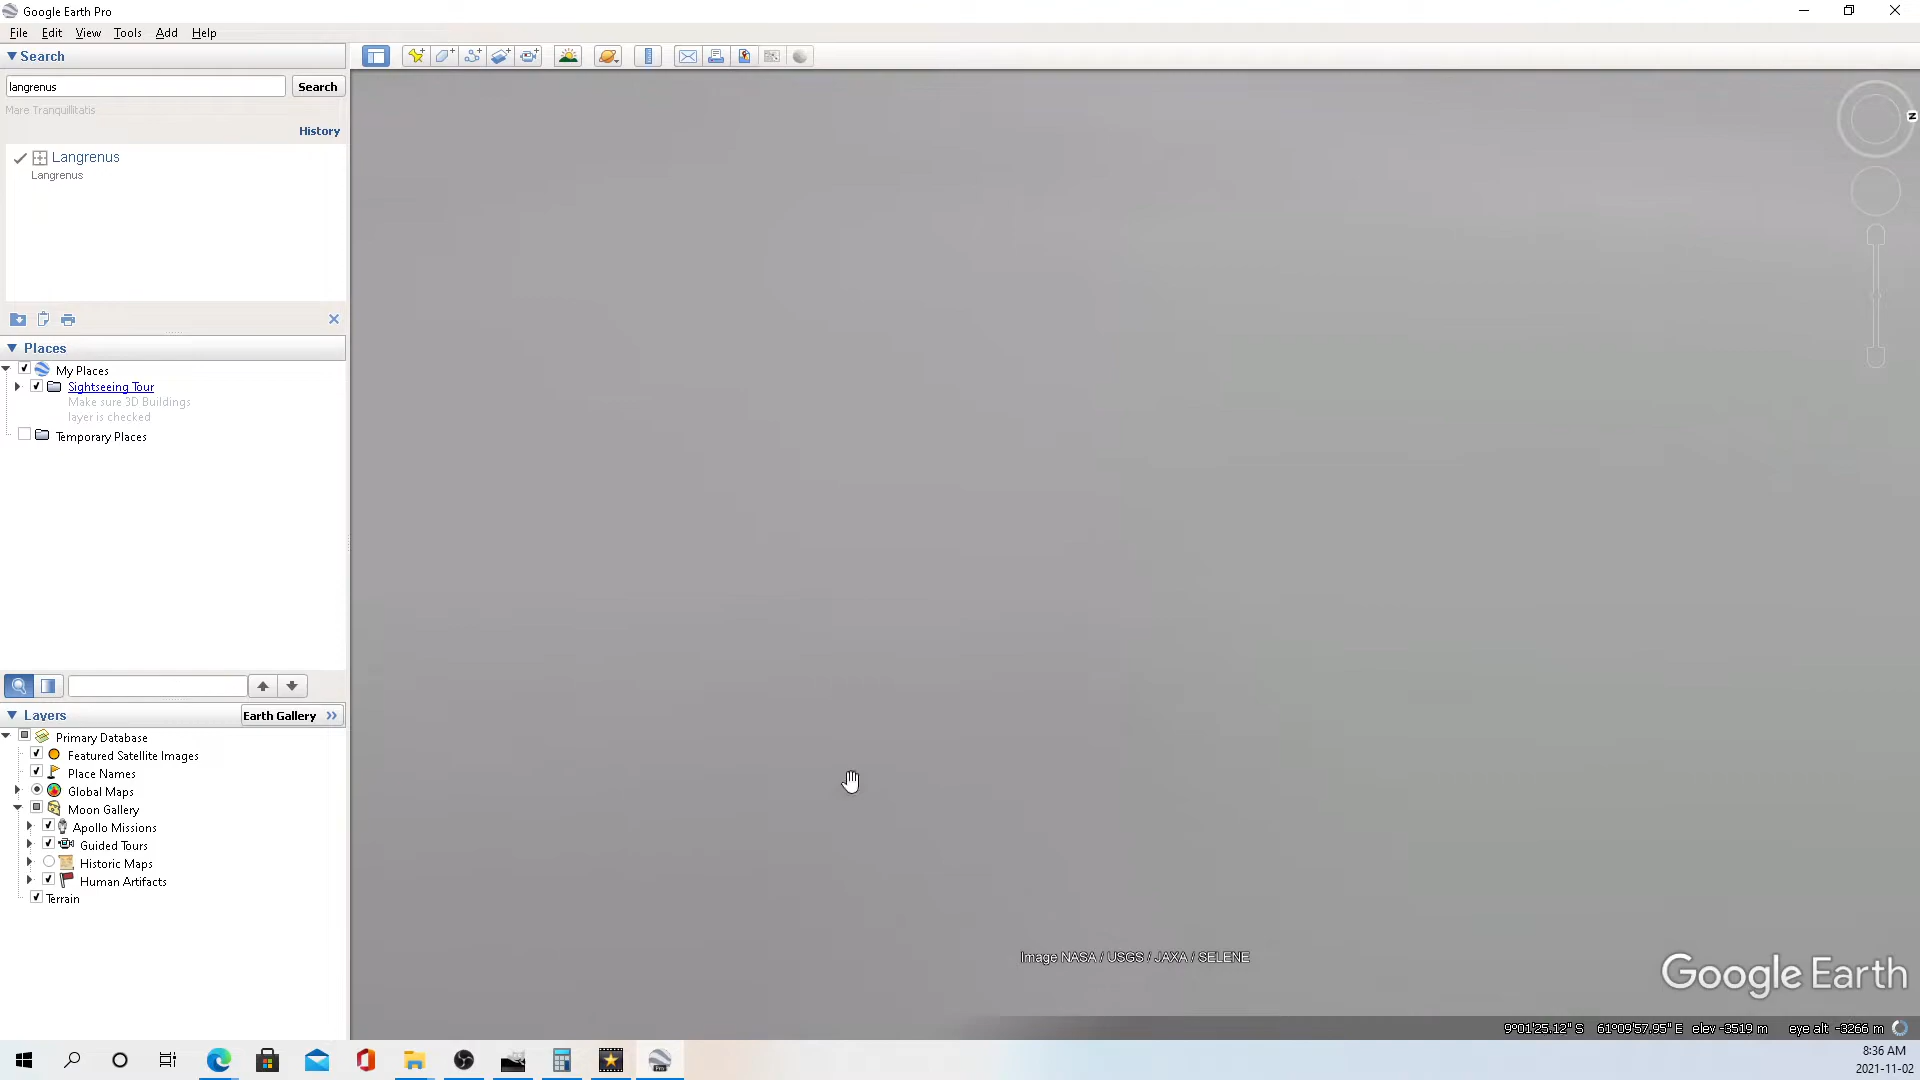 Google Earth Pro
File Edit View Tools Add Help
Search
langrenus
Search
Mare Tranquillitatis
History
Langrenus
Langrenus
Places
My Places
Sightseeing Tour
Make sure 3D Buildings
layer is checked
Temporary Places
Layers
Earth Gallery >>
Primary Database
Featured Satellite Images
Place Names
Global Maps
Moon Gallery
Apollo Missions
Guided Tours
Historic Maps
Human Artifacts
Terrain
N
Image NASA / USGS / JAXA / SELENE
Google Earth
9°01'25.12" S 61°09'57.95" E elev -3519 m eye alt -3266 m
Pro
8:36 AM
2021-11-02